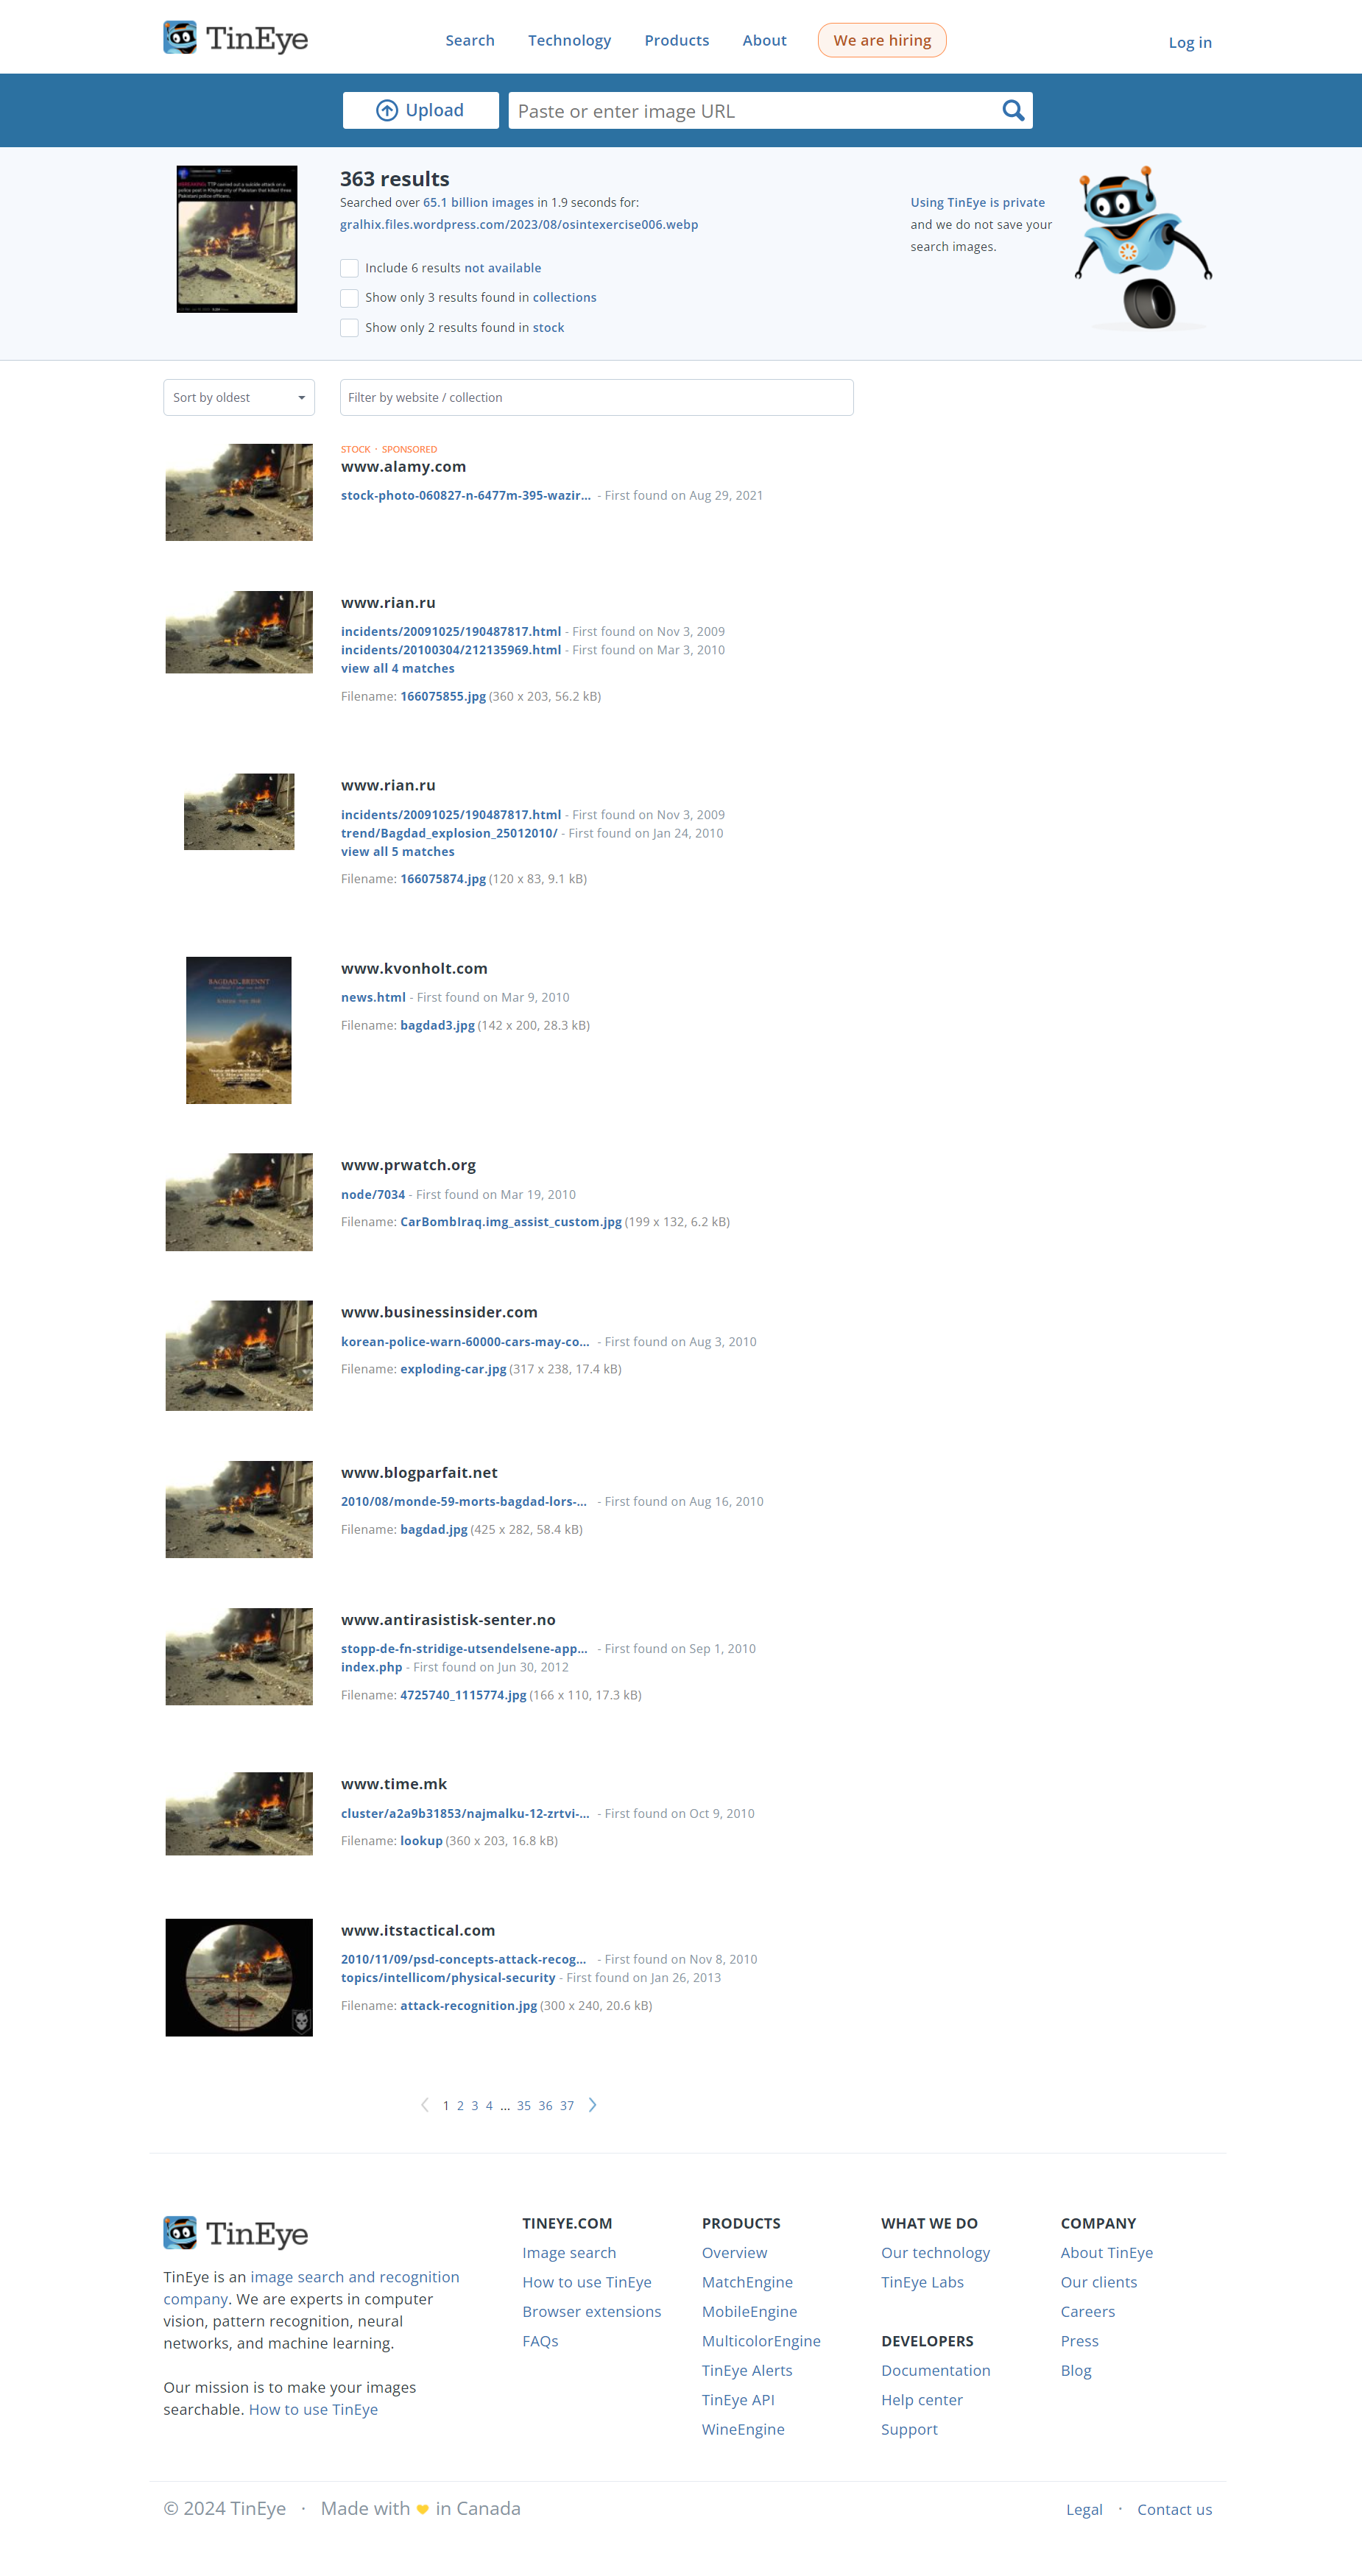 TinEye
Search
Technology
Products
About
We are hiring
Log in
Upload
Paste or enter image URL
TTP carried out a suicide attack on a
police post in Khyber city of Pakistan that killed three
Pakistani police officers.
363 results
Searched over 65.1 billion images in 1.9 seconds for:
gralhix.files.wordpress.com/2023/08/osintexercise006.webp
Include 6 results not available
Show only 3 results found in collections
Show only 2 results found in stock
Using TinEye is private
and we do not save your
search images.
Sort by oldest
Filter by website / collection
STOCK · SPONSORED
www.alamy.com
stock-photo-060827-n-6477m-395-wazir... - First found on Aug 29, 2021
www.rian.ru
incidents/20091025/190487817.html - First found on Nov 3, 2009
incidents/20100304/212135969.html - First found on Mar 3, 2010
view all 4 matches
Filename: 166075855.jpg (360 x 203, 56.2 kB)
www.rian.ru
incidents/20091025/190487817.html - First found on Nov 3, 2009
trend/Bagdad_explosion_25012010/ - First found on Jan 24, 2010
view all 5 matches
Filename: 166075874.jpg (120 x 83, 9.1 kB)
BAGDAD.BRENNT
www.kvonholt.com
news.html - First found on Mar 9, 2010
Filename: bagdad3.jpg (142 x 200, 28.3 kB)
www.prwatch.org
node/7034 - First found on Mar 19, 2010
Filename: CarBombIraq.img_assist_custom.jpg (199 x 132, 6.2 kB)
www.businessinsider.com
korean-police-warn-60000-cars-may-co... - First found on Aug 3, 2010
Filename: exploding-car.jpg (317 x 238, 17.4 kB)
www.blogparfait.net
2010/08/monde-59-morts-bagdad-lors-... - First found on Aug 16, 2010
Filename: bagdad.jpg (425 x 282, 58.4 kB)
www.antirasistisk-senter.no
stopp-de-fn-stridige-utsendelsene-app... - First found on Sep 1, 2010
index.php - First found on Jun 30, 2012
Filename: 4725740_1115774.jpg (166 x 110, 17.3 kB)
www.time.mk
cluster/a2a9b31853/najmalku-12-zrtvi-... - First found on Oct 9, 2010
Filename: lookup (360 x 203, 16.8 kB)
www.itstactical.com
2010/11/09/psd-concepts-attack-recog... - First found on Nov 8, 2010
topics/intellicom/physical-security - First found on Jan 26, 2013
Filename: attack-recognition.jpg (300 x 240, 20.6 kB)
1 2 3 4 ... 35 36 37
TinEye
TinEye is an image search and recognition
company. We are experts in computer
vision, pattern recognition, neural
networks, and machine learning.
Our mission is to make your images
searchable. How to use TinEye
TINEYE.COM
Image search
How to use TinEye
Browser extensions
FAQs
PRODUCTS
Overview
MatchEngine
MobileEngine
MulticolorEngine
TinEye Alerts
TinEye API
WineEngine
WHAT WE DO
Our technology
TinEye Labs
DEVELOPERS
Documentation
Help center
Support
COMPANY
About TinEye
Our clients
Careers
Press
Blog
© 2024 TinEye · Made with in Canada
Legal · Contact us